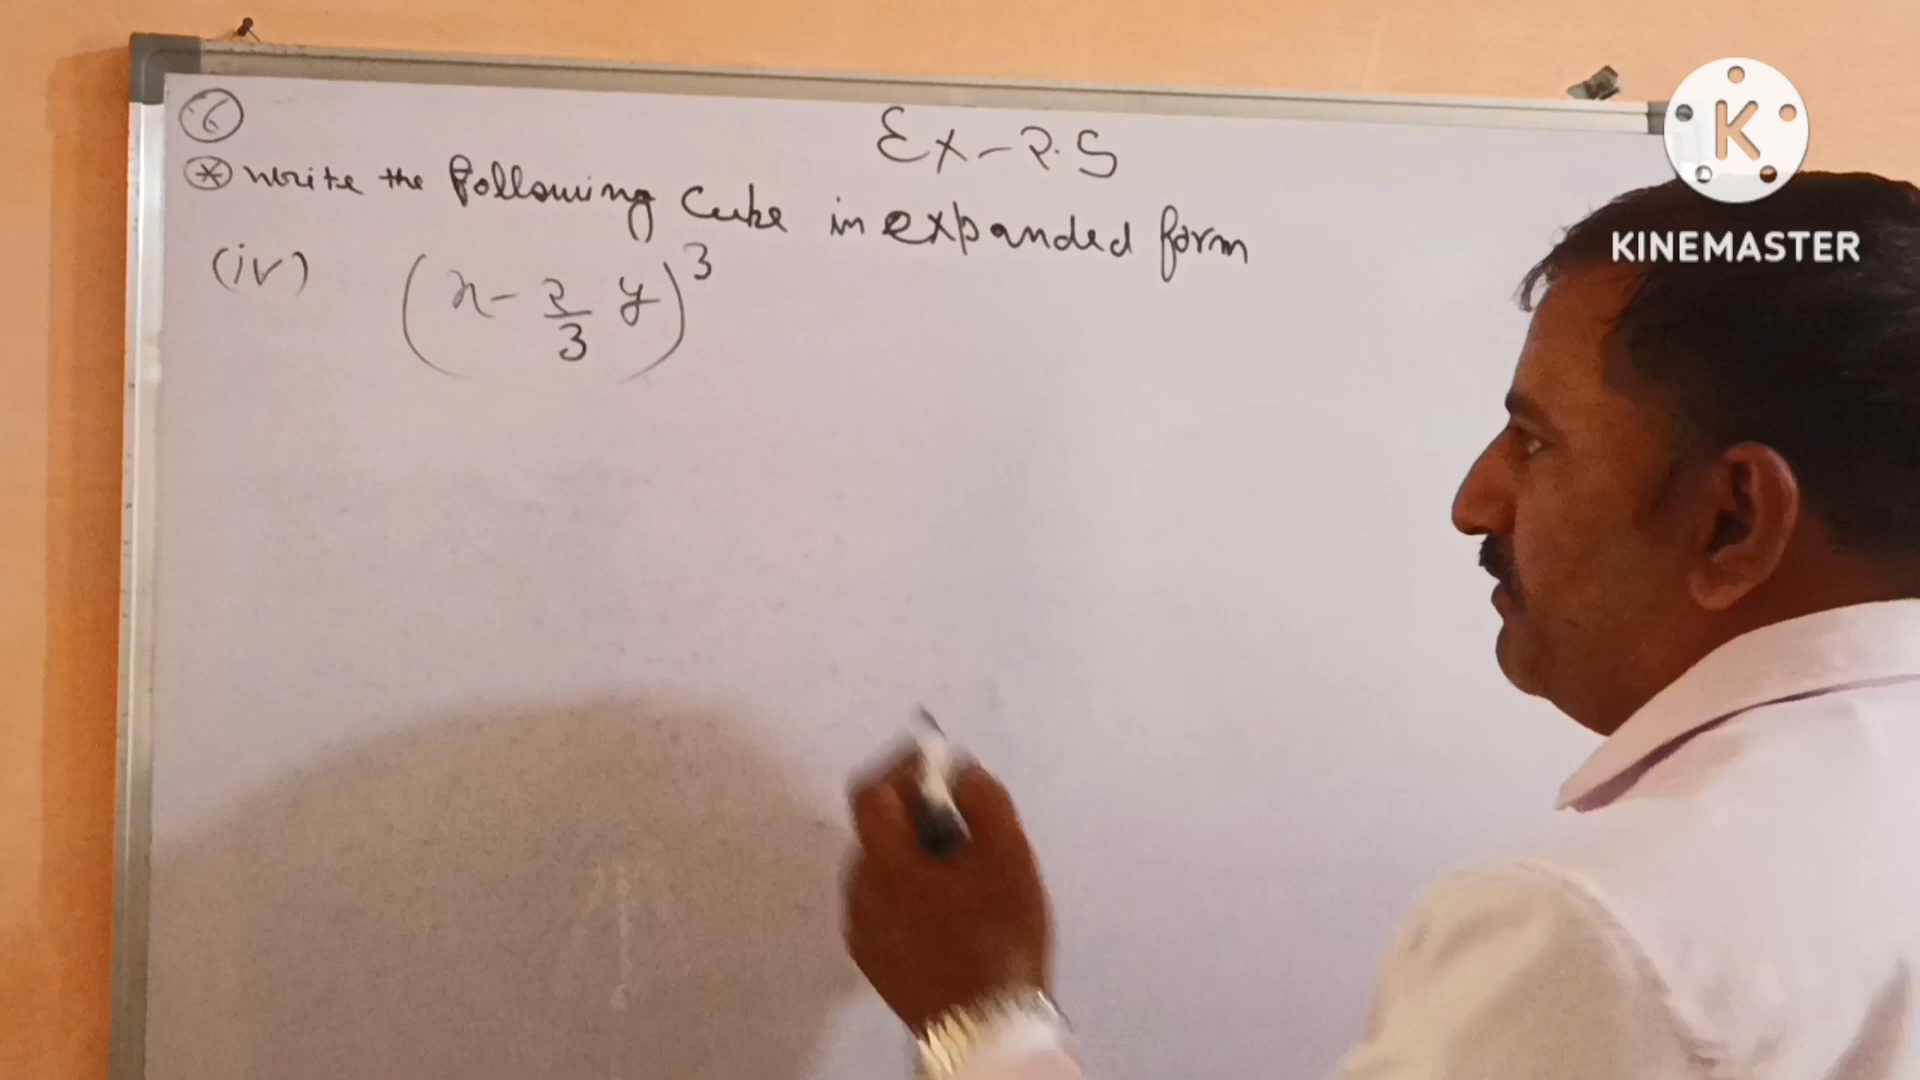 6
Ex-2.5
* write the following Cube in expanded form
(iv) (x - 2/3 y)^3
K
KINEMASTER